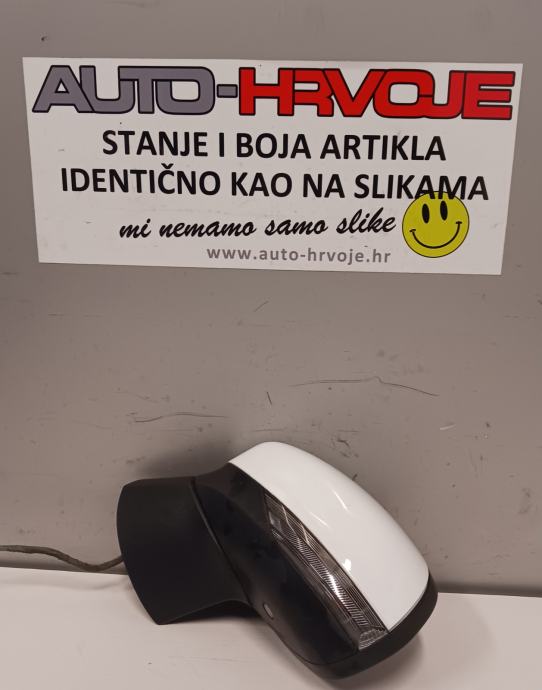 AUTO-HRVOJE
STANJE I BOJA ARTIKLA
IDENTIČNO KAO NA SLIKAMA
mi nemamo samo slike
www.auto-hrvoje.hr